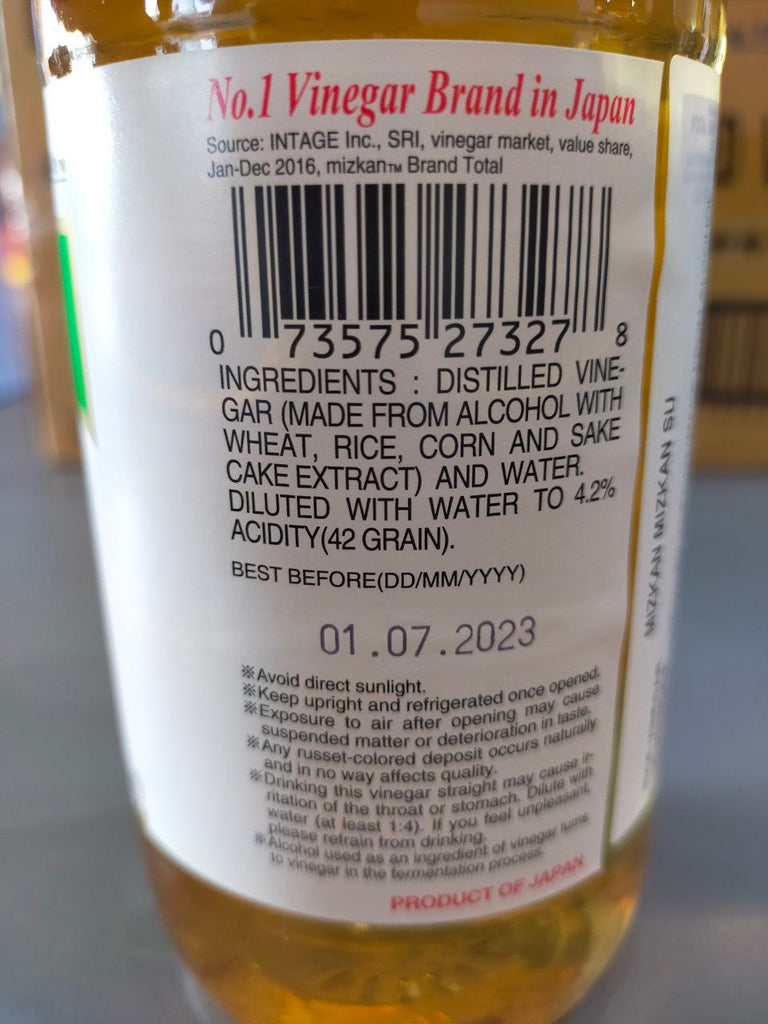 No.1 Vinegar Brand in Japan
Source: INTAGE Inc., SRI, vinegar market, value share,
Jan-Dec 2016, mizkan™ Brand Total
0 73575 27327 8
INGREDIENTS : DISTILLED VINE-
GAR (MADE FROM ALCOHOL WITH
WHEAT, RICE, CORN AND SAKE
CAKE EXTRACT) AND WATER.
DILUTED WITH WATER TO 4.2%
ACIDITY(42 GRAIN).
BEST BEFORE(DD/MM/YYYY)
01.07.2023
※Avoid direct sunlight.
※Keep upright and refrigerated once opened.
※Exposure to air after opening may cause
suspended matter or deterioration in taste.
※Any russet-colored deposit occurs naturally
and in no way affects quality.
※Drinking this vinegar straight may cause ir-
ritation of the throat or stomach. Dilute with
water (at least 1:4). If you feel unpleasant,
please refrain from drinking.
※Alcohol used as an ingredient of vinegar turns
to vinegar in the fermentation process.
PRODUCT OF JAPAN
MIZKAN MIZKAN SU